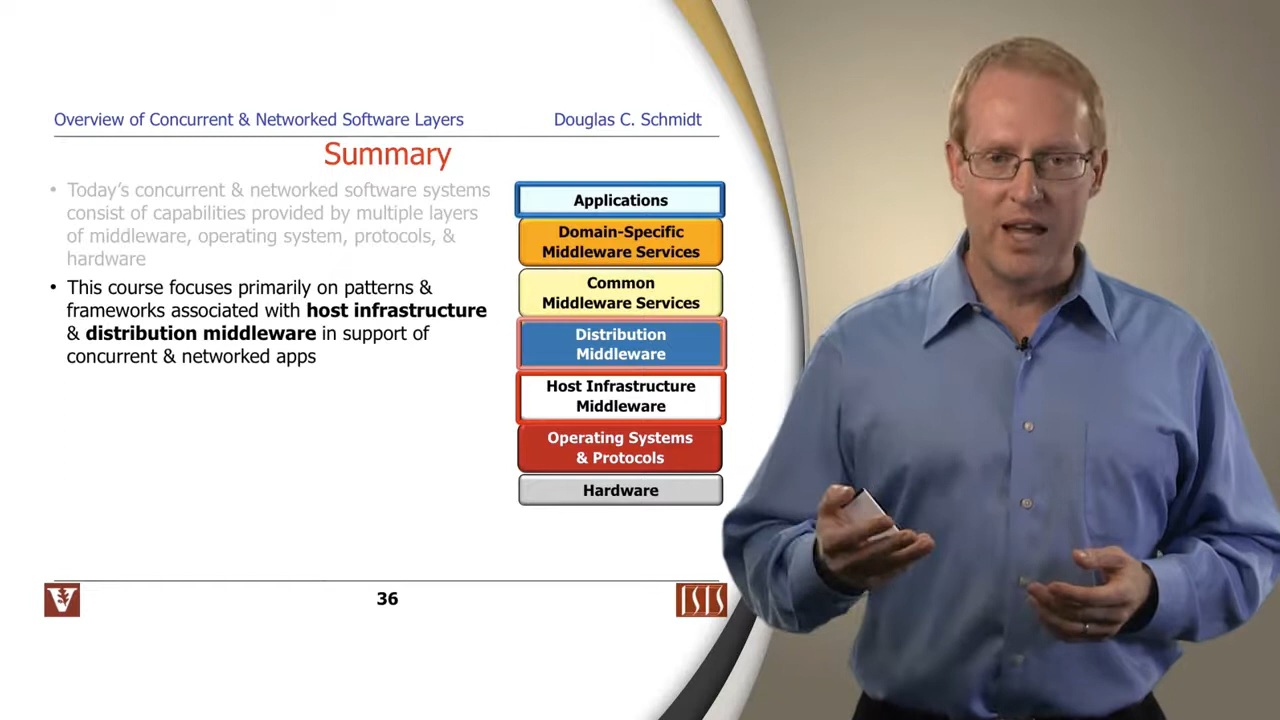 Overview of Concurrent & Networked Software Layers
Douglas C. Schmidt
Summary
• Today's concurrent & networked software systems
consist of capabilities provided by multiple layers
of middleware, operating system, protocols, &
hardware
• This course focuses primarily on patterns &
frameworks associated with host infrastructure
& distribution middleware in support of
concurrent & networked apps
Applications
Domain-Specific
Middleware Services
Common
Middleware Services
Distribution
Middleware
Host Infrastructure
Middleware
Operating Systems
& Protocols
Hardware
V
36
ISIS